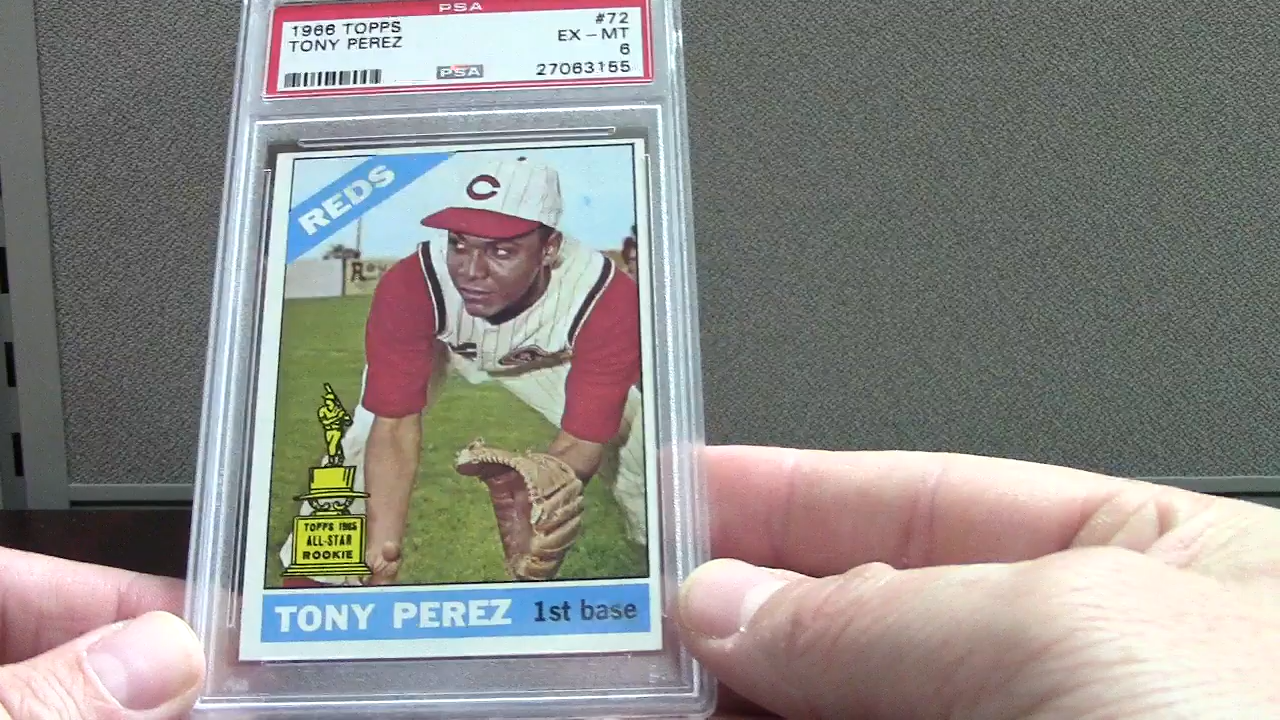 PSA
1966 TOPPS #72
TONY PEREZ EX-MT
6
PSA 27063155
REDS
C
TOPPS 1965
ALL-STAR
ROOKIE
TONY PEREZ 1st base